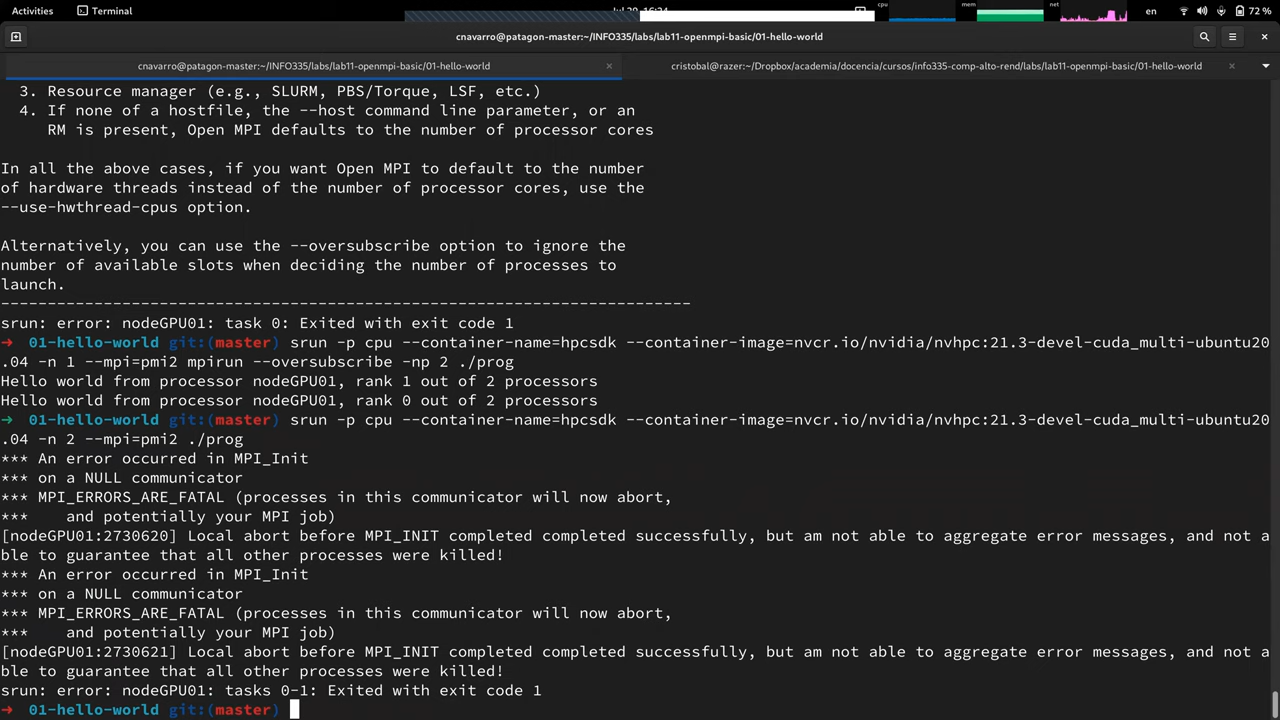 Activities
Terminal
cpu
mem
net
en
72 %
cnavarro@patagon-master:~/INFO335/labs/lab11-openmpi-basic/01-hello-world
cnavarro@patagon-master:~/INFO335/labs/lab11-openmpi-basic/01-hello-world
cristobal@razer:~/Dropbox/academia/docencia/cursos/info335-comp-alto-rend/labs/lab11-openmpi-basic/01-hello-world
3. Resource manager (e.g., SLURM, PBS/Torque, LSF, etc.)
4. If none of a hostfile, the --host command line parameter, or an
RM is present, Open MPI defaults to the number of processor cores
In all the above cases, if you want Open MPI to default to the number
of hardware threads instead of the number of processor cores, use the
--use-hwthread-cpus option.
Alternatively, you can use the --oversubscribe option to ignore the
number of available slots when deciding the number of processes to
launch.
--------------------------------------------------------------------------
srun: error: nodeGPU01: task 0: Exited with exit code 1
➜ 01-hello-world git:(master) srun -p cpu --container-name=hpcsdk --container-image=nvcr.io/nvidia/nvhpc:21.3-devel-cuda_multi-ubuntu20
.04 -n 1 --mpi=pmi2 mpirun --oversubscribe -np 2 ./prog
Hello world from processor nodeGPU01, rank 1 out of 2 processors
Hello world from processor nodeGPU01, rank 0 out of 2 processors
➜ 01-hello-world git:(master) srun -p cpu --container-name=hpcsdk --container-image=nvcr.io/nvidia/nvhpc:21.3-devel-cuda_multi-ubuntu20
.04 -n 2 --mpi=pmi2 ./prog
*** An error occurred in MPI_Init
*** on a NULL communicator
*** MPI_ERRORS_ARE_FATAL (processes in this communicator will now abort,
*** and potentially your MPI job)
[nodeGPU01:2730620] Local abort before MPI_INIT completed completed successfully, but am not able to aggregate error messages, and not a
ble to guarantee that all other processes were killed!
*** An error occurred in MPI_Init
*** on a NULL communicator
*** MPI_ERRORS_ARE_FATAL (processes in this communicator will now abort,
*** and potentially your MPI job)
[nodeGPU01:2730621] Local abort before MPI_INIT completed completed successfully, but am not able to aggregate error messages, and not a
ble to guarantee that all other processes were killed!
srun: error: nodeGPU01: tasks 0-1: Exited with exit code 1
➜ 01-hello-world git:(master)